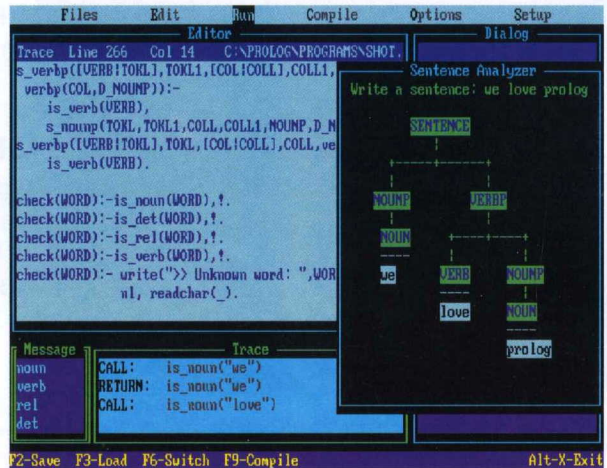 Files Edit Run Compile Options Setup
Editor
Trace Line 266 Col 14 C:\PROLOG\PROGRAMS\SHOT.
s_verbp([VERB|TOKL],TOKL1,[COL|COLL],COLL1,
verbp(COL,D_NOUNP)):-
is_verb(VERB),
s_nounp(TOKL,TOKL1,COLL,COLL1,NOUNP,D_N
s_verbp([VERB|TOKL],TOKL,[COL|COLL],COLL,ve
is_verb(VERB).
check(WORD):-is_noun(WORD),!.
check(WORD):-is_det(WORD),!.
check(WORD):-is_rel(WORD),!.
check(WORD):-is_verb(WORD),!.
check(WORD):- write(">> Unknown word: ",WOR
nl, readchar(_).
Dialog
Sentence Analyzer
Write a sentence: we love prolog
SENTENCE
NOUNP VERBP
NOUN
we VERB NOUNP
love NOUN
prolog
Message
noun
verb
rel
det
Trace
CALL: is_noun("we")
RETURN: is_noun("we")
CALL: is_noun("love")
F2-Save F3-Load F6-Switch F9-Compile Alt-X-Exit